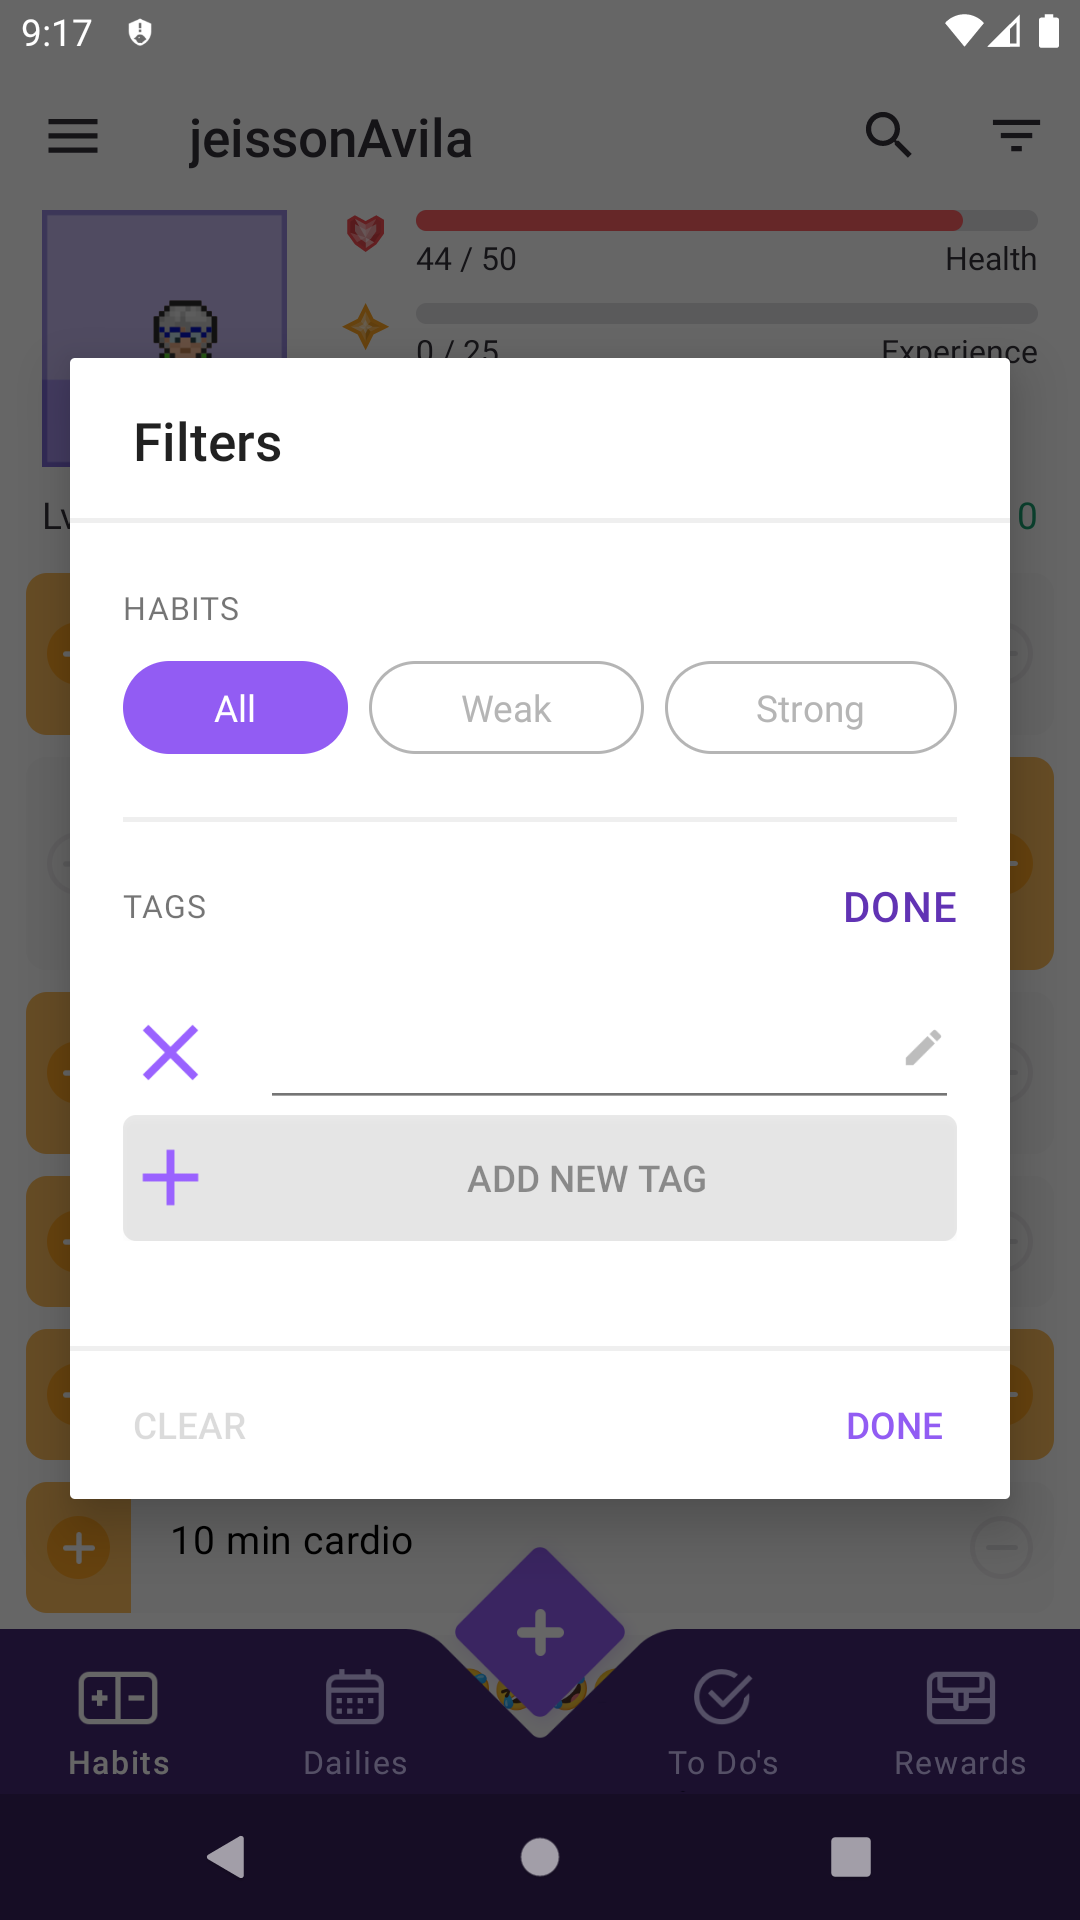 9:17
jeissonAvila
44 / 50 Health
0 / 25 Experience
Filters
Lv 0
HABITS
All Weak Strong
TAGS DONE
ADD NEW TAG
CLEAR DONE
10 min cardio
Habits Dailies To Do's Rewards